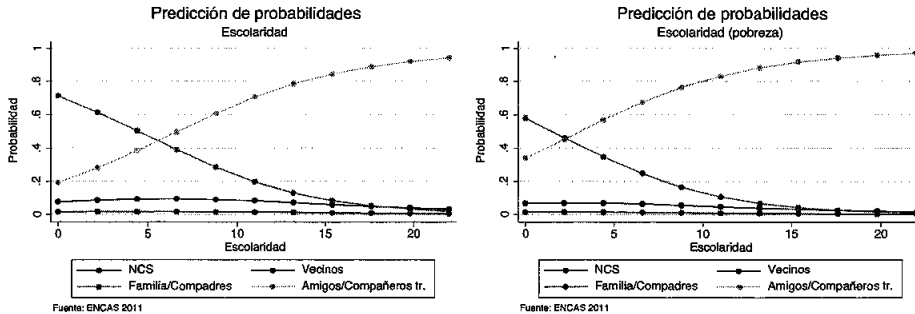 Predicción de probabilidades
Escolaridad
Probabilidad
1
.8
.6
.4
.2
0
0 5 10 15 20
Escolaridad
NCS Vecinos
Familia/Compadres Amigos/Compañeros tr.
Fuente: ENCAS 2011
Predicción de probabilidades
Escolaridad (pobreza)
Probabilidad
1
.8
.6
.4
.2
0
0 5 10 15 20
Escolaridad
NCS Vecinos
Familia/Compadres Amigos/Compañeros tr.
Fuente: ENCAS 2011